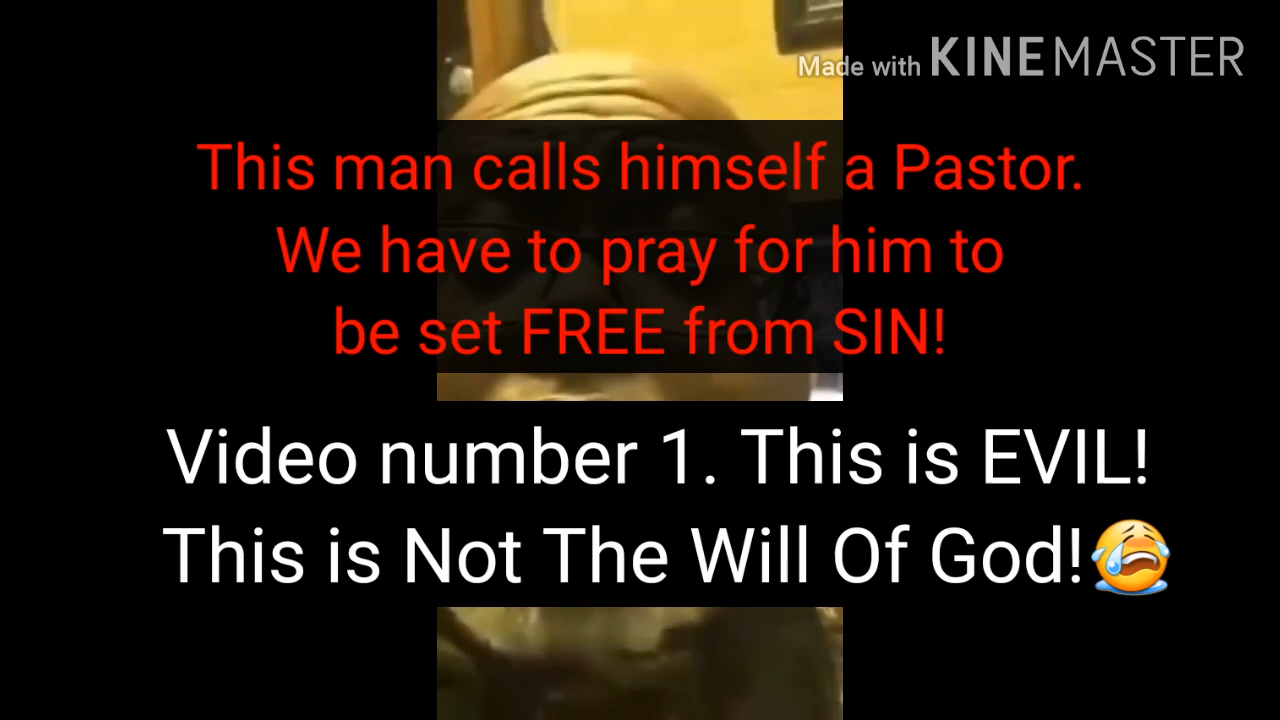 Made with KINEMASTER
This man calls himself a Pastor.
We have to pray for him to
be set FREE from SIN!
Video number 1. This is EVIL!
This is Not The Will Of God!😭